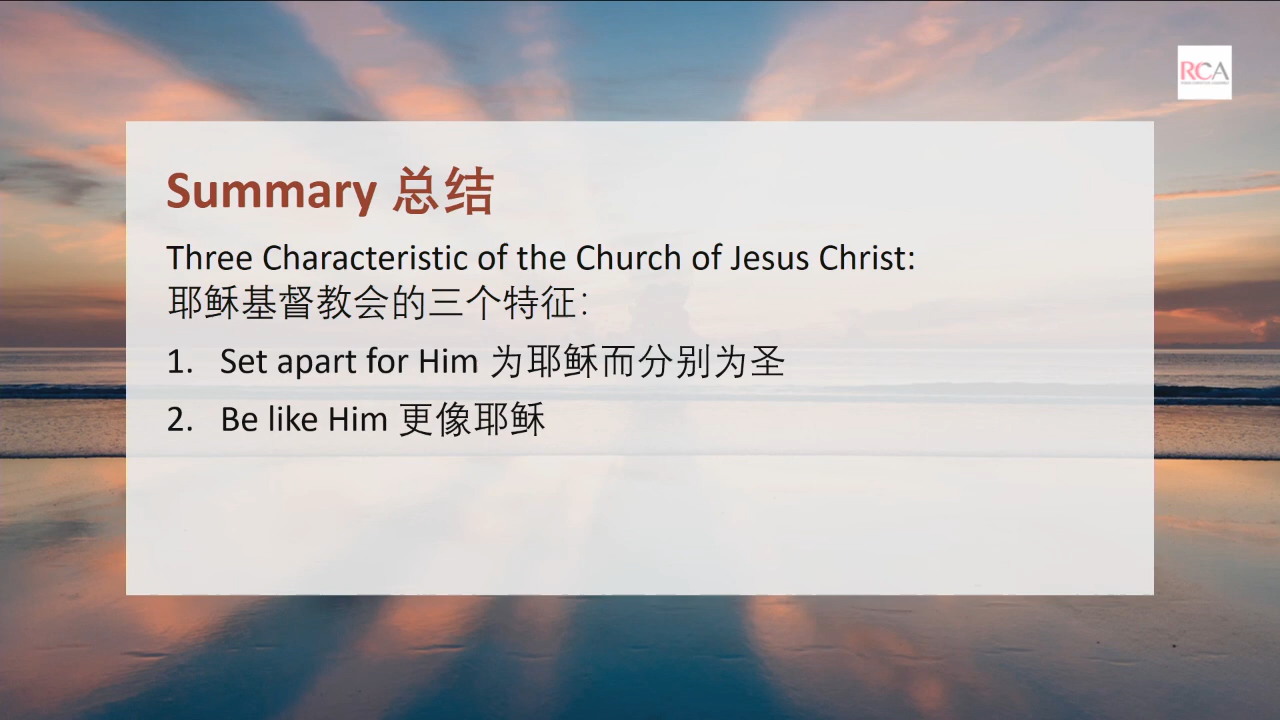 RCA
Summary 总结
Three Characteristic of the Church of Jesus Christ:
耶稣基督教会的三个特征：
1. Set apart for Him 为耶稣而分别为圣
2. Be like Him 更像耶稣